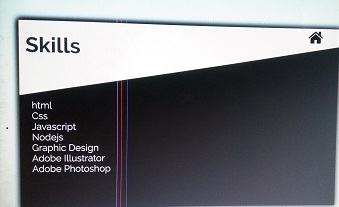 Skills
html
Css
Javascript
Nodejs
Graphic Design
Adobe Illustrator
Adobe Photoshop